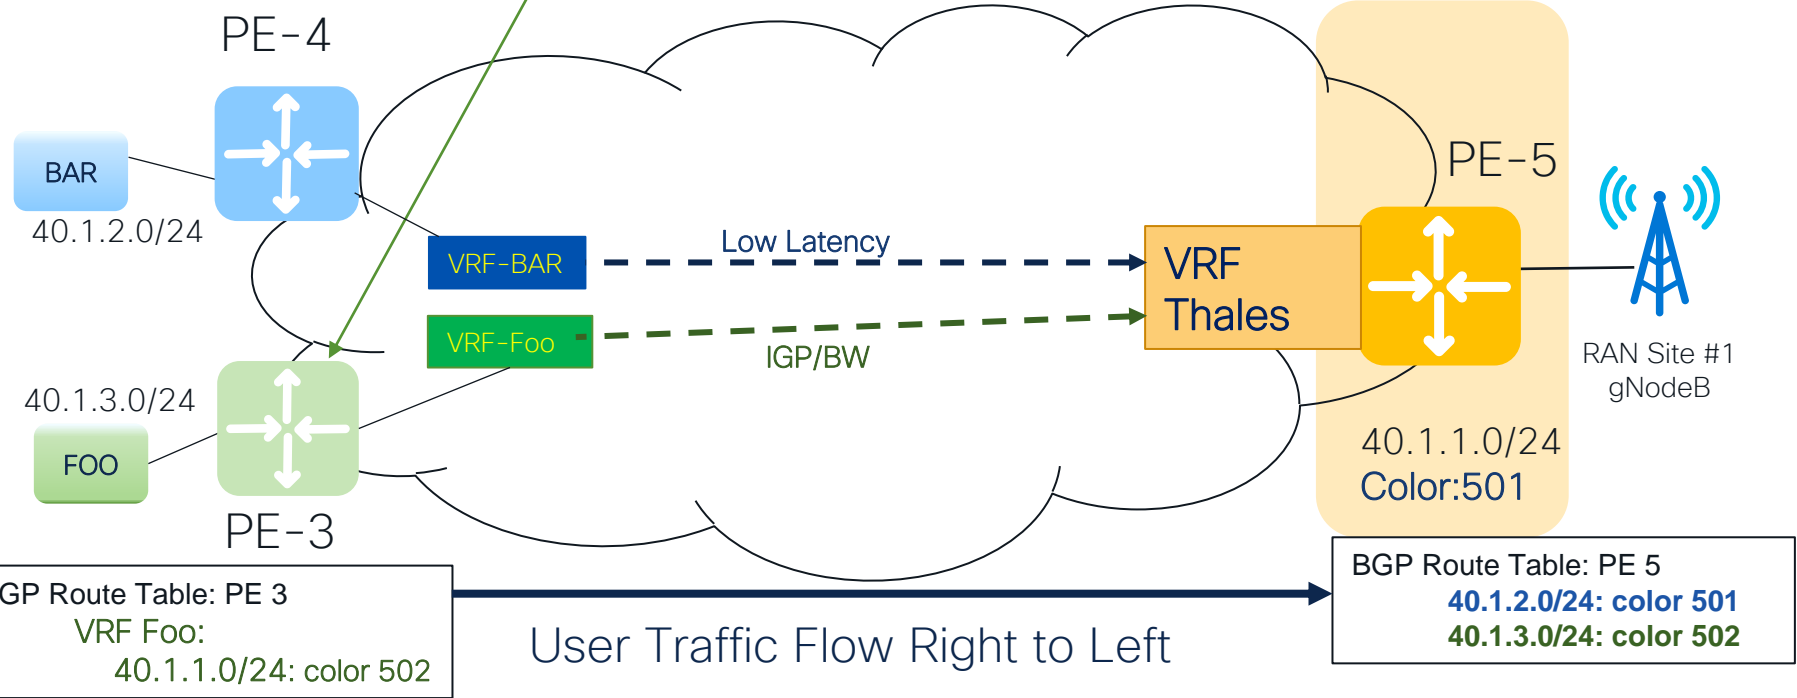 PE-4
BAR
40.1.2.0/24
VRF-BAR
Low Latency
VRF
Thales
PE-5
VRF-Foo
IGP/BW
RAN Site #1
gNodeB
40.1.3.0/24
FOO
PE-3
40.1.1.0/24
Color:501
GP Route Table: PE 3
VRF Foo:
40.1.1.0/24: color 502
User Traffic Flow Right to Left
BGP Route Table: PE 5
40.1.2.0/24: color 501
40.1.3.0/24: color 502